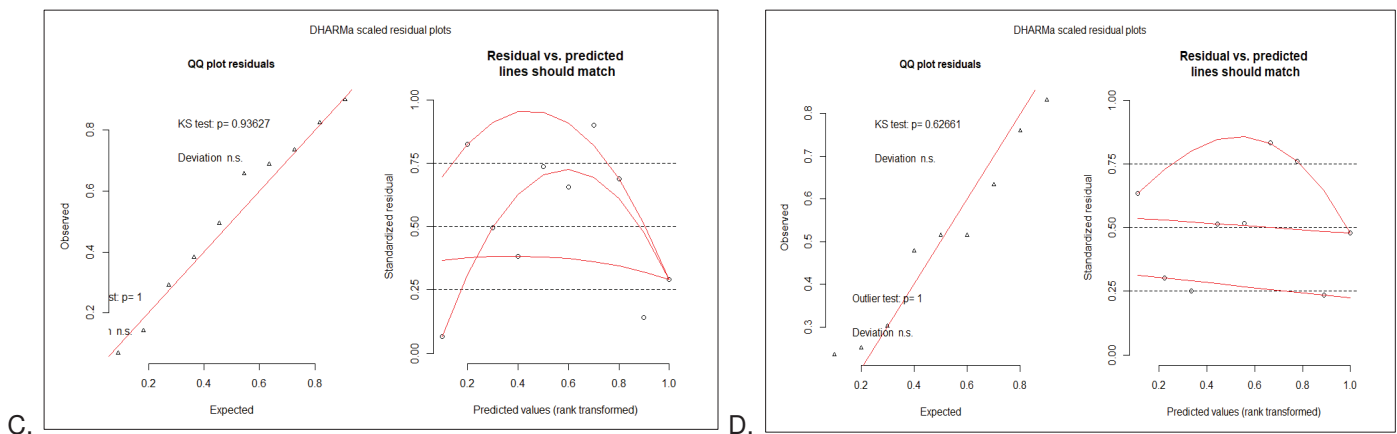 DHARMa scaled residual plots
QQ plot residuals
Residual vs. predicted
lines should match
KS test: p= 0.93627
Deviation n.s.
st: p= 1
n n.s.
Observed
0.2
0.4
0.6
0.8
0.2
0.4
0.6
0.8
Expected
Standardized residual
0.00
0.25
0.50
0.75
1.00
0.2
0.4
0.6
0.8
1.0
Predicted values (rank transformed)
C.
DHARMa scaled residual plots
QQ plot residuals
Residual vs. predicted
lines should match
KS test: p= 0.62661
Deviation n.s.
Outlier test: p= 1
Deviation n.s.
Observed
0.3
0.4
0.5
0.6
0.7
0.8
0.2
0.4
0.6
0.8
Expected
Standardized residual
0.00
0.25
0.50
0.75
1.00
0.2
0.4
0.6
0.8
1.0
Predicted values (rank transformed)
D.